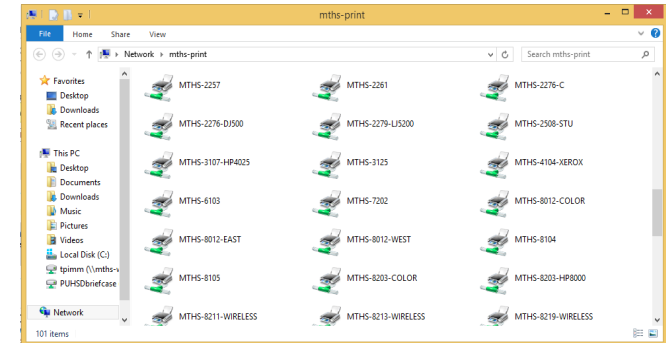 mths-print
File Home Share View
Network mths-print Search mths-print
Favorites
Desktop
Downloads
Recent places
This PC
Desktop
Documents
Downloads
Music
Pictures
Videos
Local Disk (C:)
tpimm (\\mths-v
PUHSDbriefcase
Network
MTHS-2257 MTHS-2261 MTHS-2276-C
MTHS-2276-DJ500 MTHS-2279-LJ5200 MTHS-2508-STU
MTHS-3107-HP4025 MTHS-3125 MTHS-4104-XEROX
MTHS-6103 MTHS-7202 MTHS-8012-COLOR
MTHS-8012-EAST MTHS-8012-WEST MTHS-8104
MTHS-8105 MTHS-8203-COLOR MTHS-8203-HP8000
MTHS-8211-WIRELESS MTHS-8213-WIRELESS MTHS-8219-WIRELESS
101 items